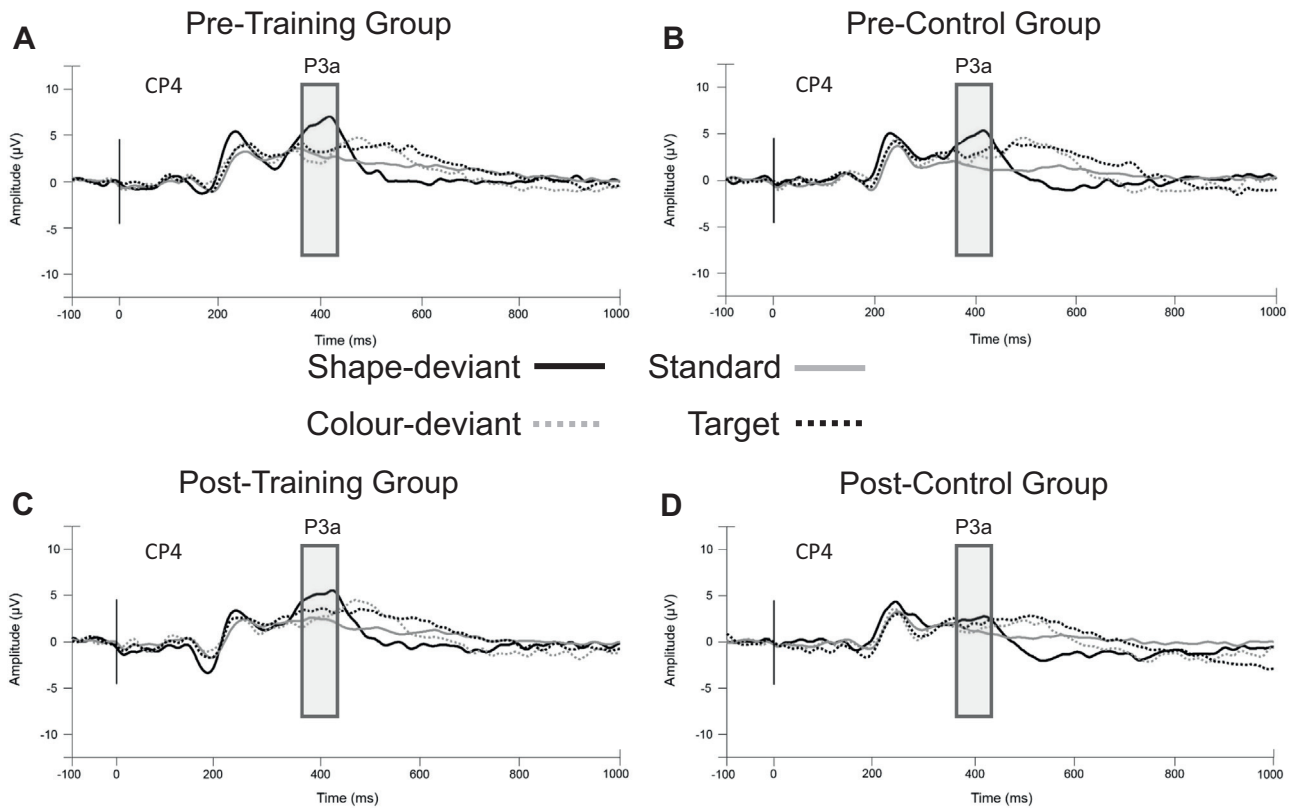 Pre-Training Group
A
P3a
CP4
10
5
0
-5
-10
Amplitude (µV)
-100 0 200 400 600 800 1000
Time (ms)
Pre-Control Group
B
P3a
CP4
10
5
0
-5
-10
Amplitude (µV)
-100 0 200 400 600 800 1000
Time (ms)
Shape-deviant Standard
Colour-deviant Target
Post-Training Group
C
P3a
CP4
10
5
0
-5
-10
Amplitude (µV)
-100 0 200 400 600 800 1000
Time (ms)
Post-Control Group
D
P3a
CP4
10
5
0
-5
-10
Amplitude (µV)
-100 0 200 400 600 800 1000
Time (ms)